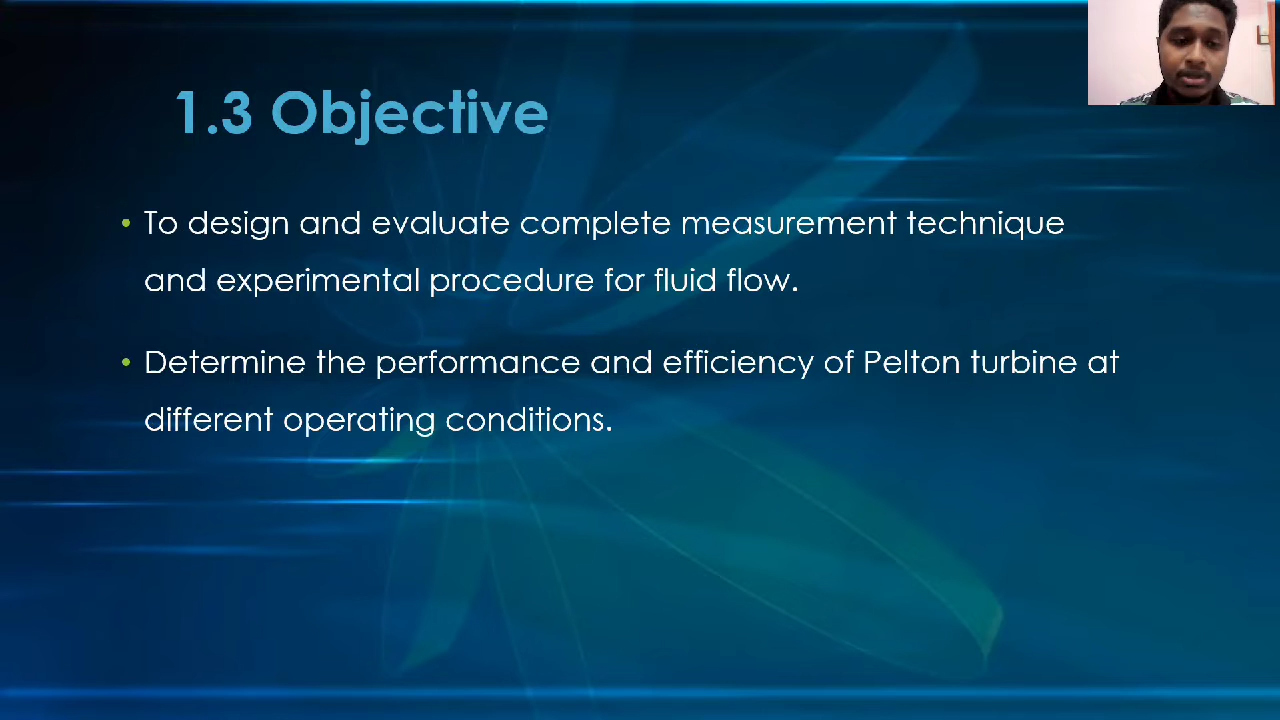 1.3 Objective
• To design and evaluate complete measurement technique
and experimental procedure for fluid flow.
• Determine the performance and efficiency of Pelton turbine at
different operating conditions.